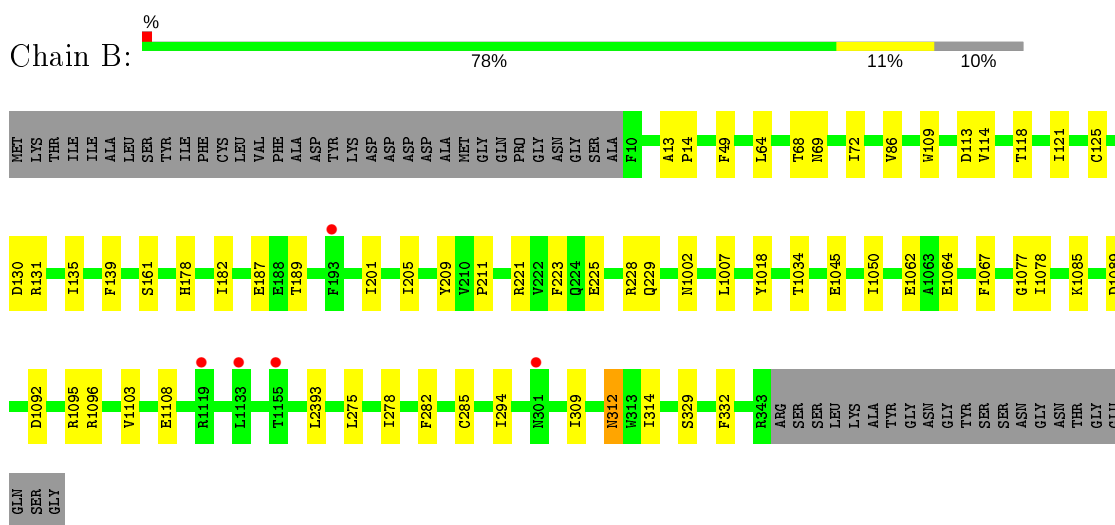 %
Chain B:
78% 11% 10%
MET LYS THR ILE ILE ALA LEU SER TYR ILE PHE CYS LEU VAL PHE ALA ASP TYR LYS ASP ASP ASP ASP ALA MET GLY GLN PRO GLY ASN GLY SER ALA F10 A13 P14 F49 L64 T68 N69 I72 V86 W109 D113 V114 T118 I121 C125
D130 R131 I135 F139 S161 H178 I182 E187 E188 T189 F193 I201 I205 Y209 V210 P211 R221 V222 F223 Q224 E225 R228 Q229 N1002 L1007 Y1018 T1034 E1045 I1050 E1062 A1063 E1064 F1067 G1077 I1078 K1085 D1089
D1092 R1095 R1096 V1103 E1108 R1119 L1133 T1155 L2393 L275 I278 F282 C285 I294 N301 I309 N312 W313 I314 S329 F332 R343 ARG SER SER LEU LYS ALA TYR GLY ASN GLY TYR SER SER ASN GLY ASN THR GLY GLU
GLN SER GLY